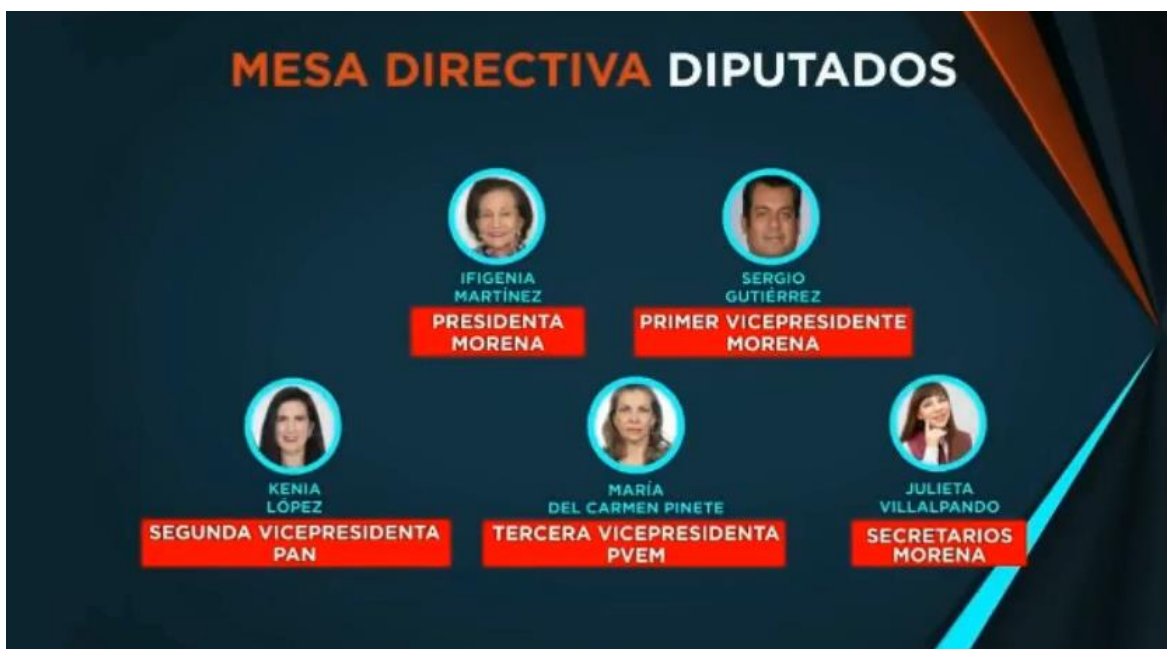 MESA DIRECTIVA DIPUTADOS
IFIGENIA
MARTÍNEZ
PRESIDENTA
MORENA
SERGIO
GUTIÉRREZ
PRIMER VICEPRESIDENTE
MORENA
KENIA
LÓPEZ
SEGUNDA VICEPRESIDENTA
PAN
MARÍA
DEL CARMEN PINETE
TERCERA VICEPRESIDENTA
PVEM
JULIETA
VILLALPANDO
SECRETARIOS
MORENA